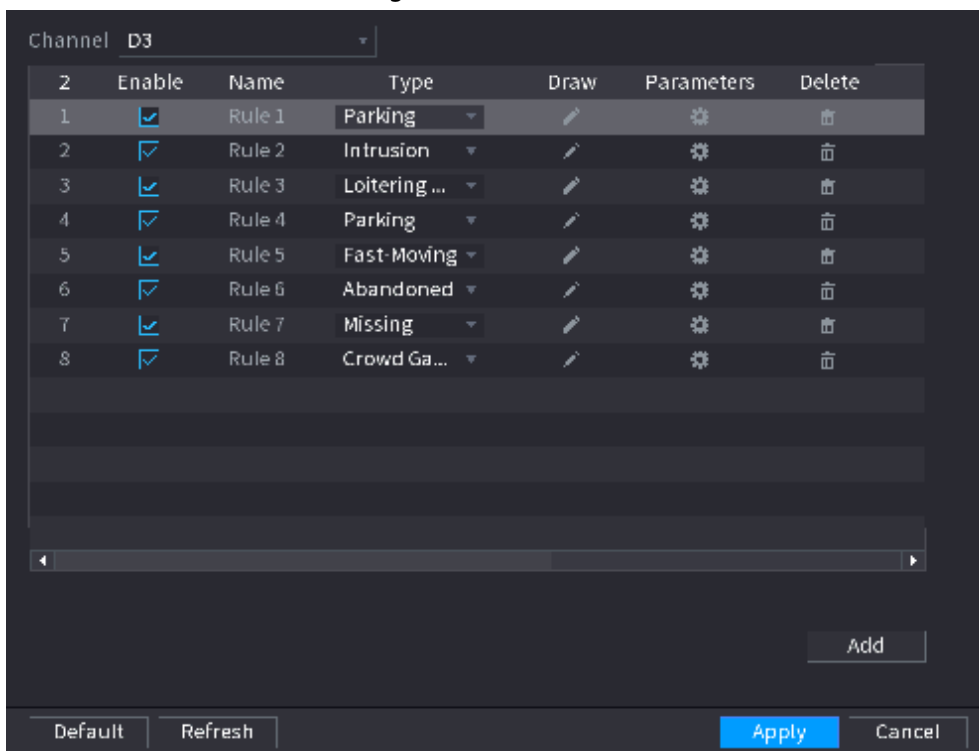 Channel D3
2 Enable Name Type Draw Parameters Delete
1 Rule 1 Parking
2 Rule 2 Intrusion
3 Rule 3 Loitering ...
4 Rule 4 Parking
5 Rule 5 Fast-Moving
6 Rule 6 Abandoned
7 Rule 7 Missing
8 Rule 8 Crowd Ga...
Add
Default Refresh Apply Cancel